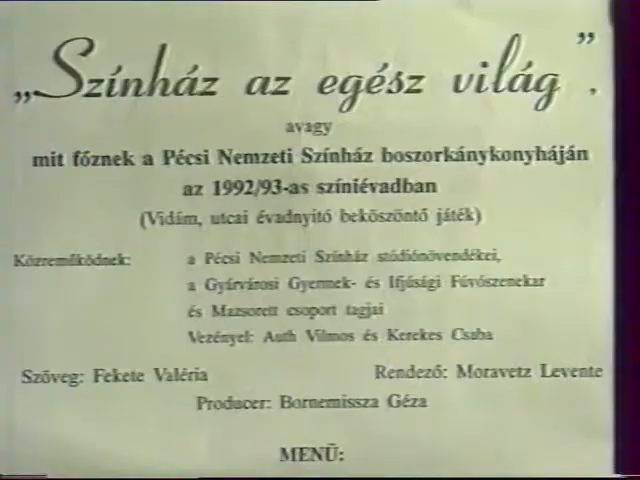 „Színház az egész világ”.
avagy
mit főznek a Pécsi Nemzeti Színház boszorkánykonyháján
az 1992/93-as színiévadban
(Vidám, utcai évadnyitó beköszöntő játék)
Közreműködnek: a Pécsi Nemzeti Színház stúdiónövendékei,
a Gyárvárosi Gyermek- és Ifjúsági Fúvószenekar
és Mazsorett csoport tagjai
Vezényel: Auth Vilmos és Kerekes Csaba
Szöveg: Fekete Valéria Rendező: Moravetz Levente
Producer: Bornemissza Géza
MENÜ: